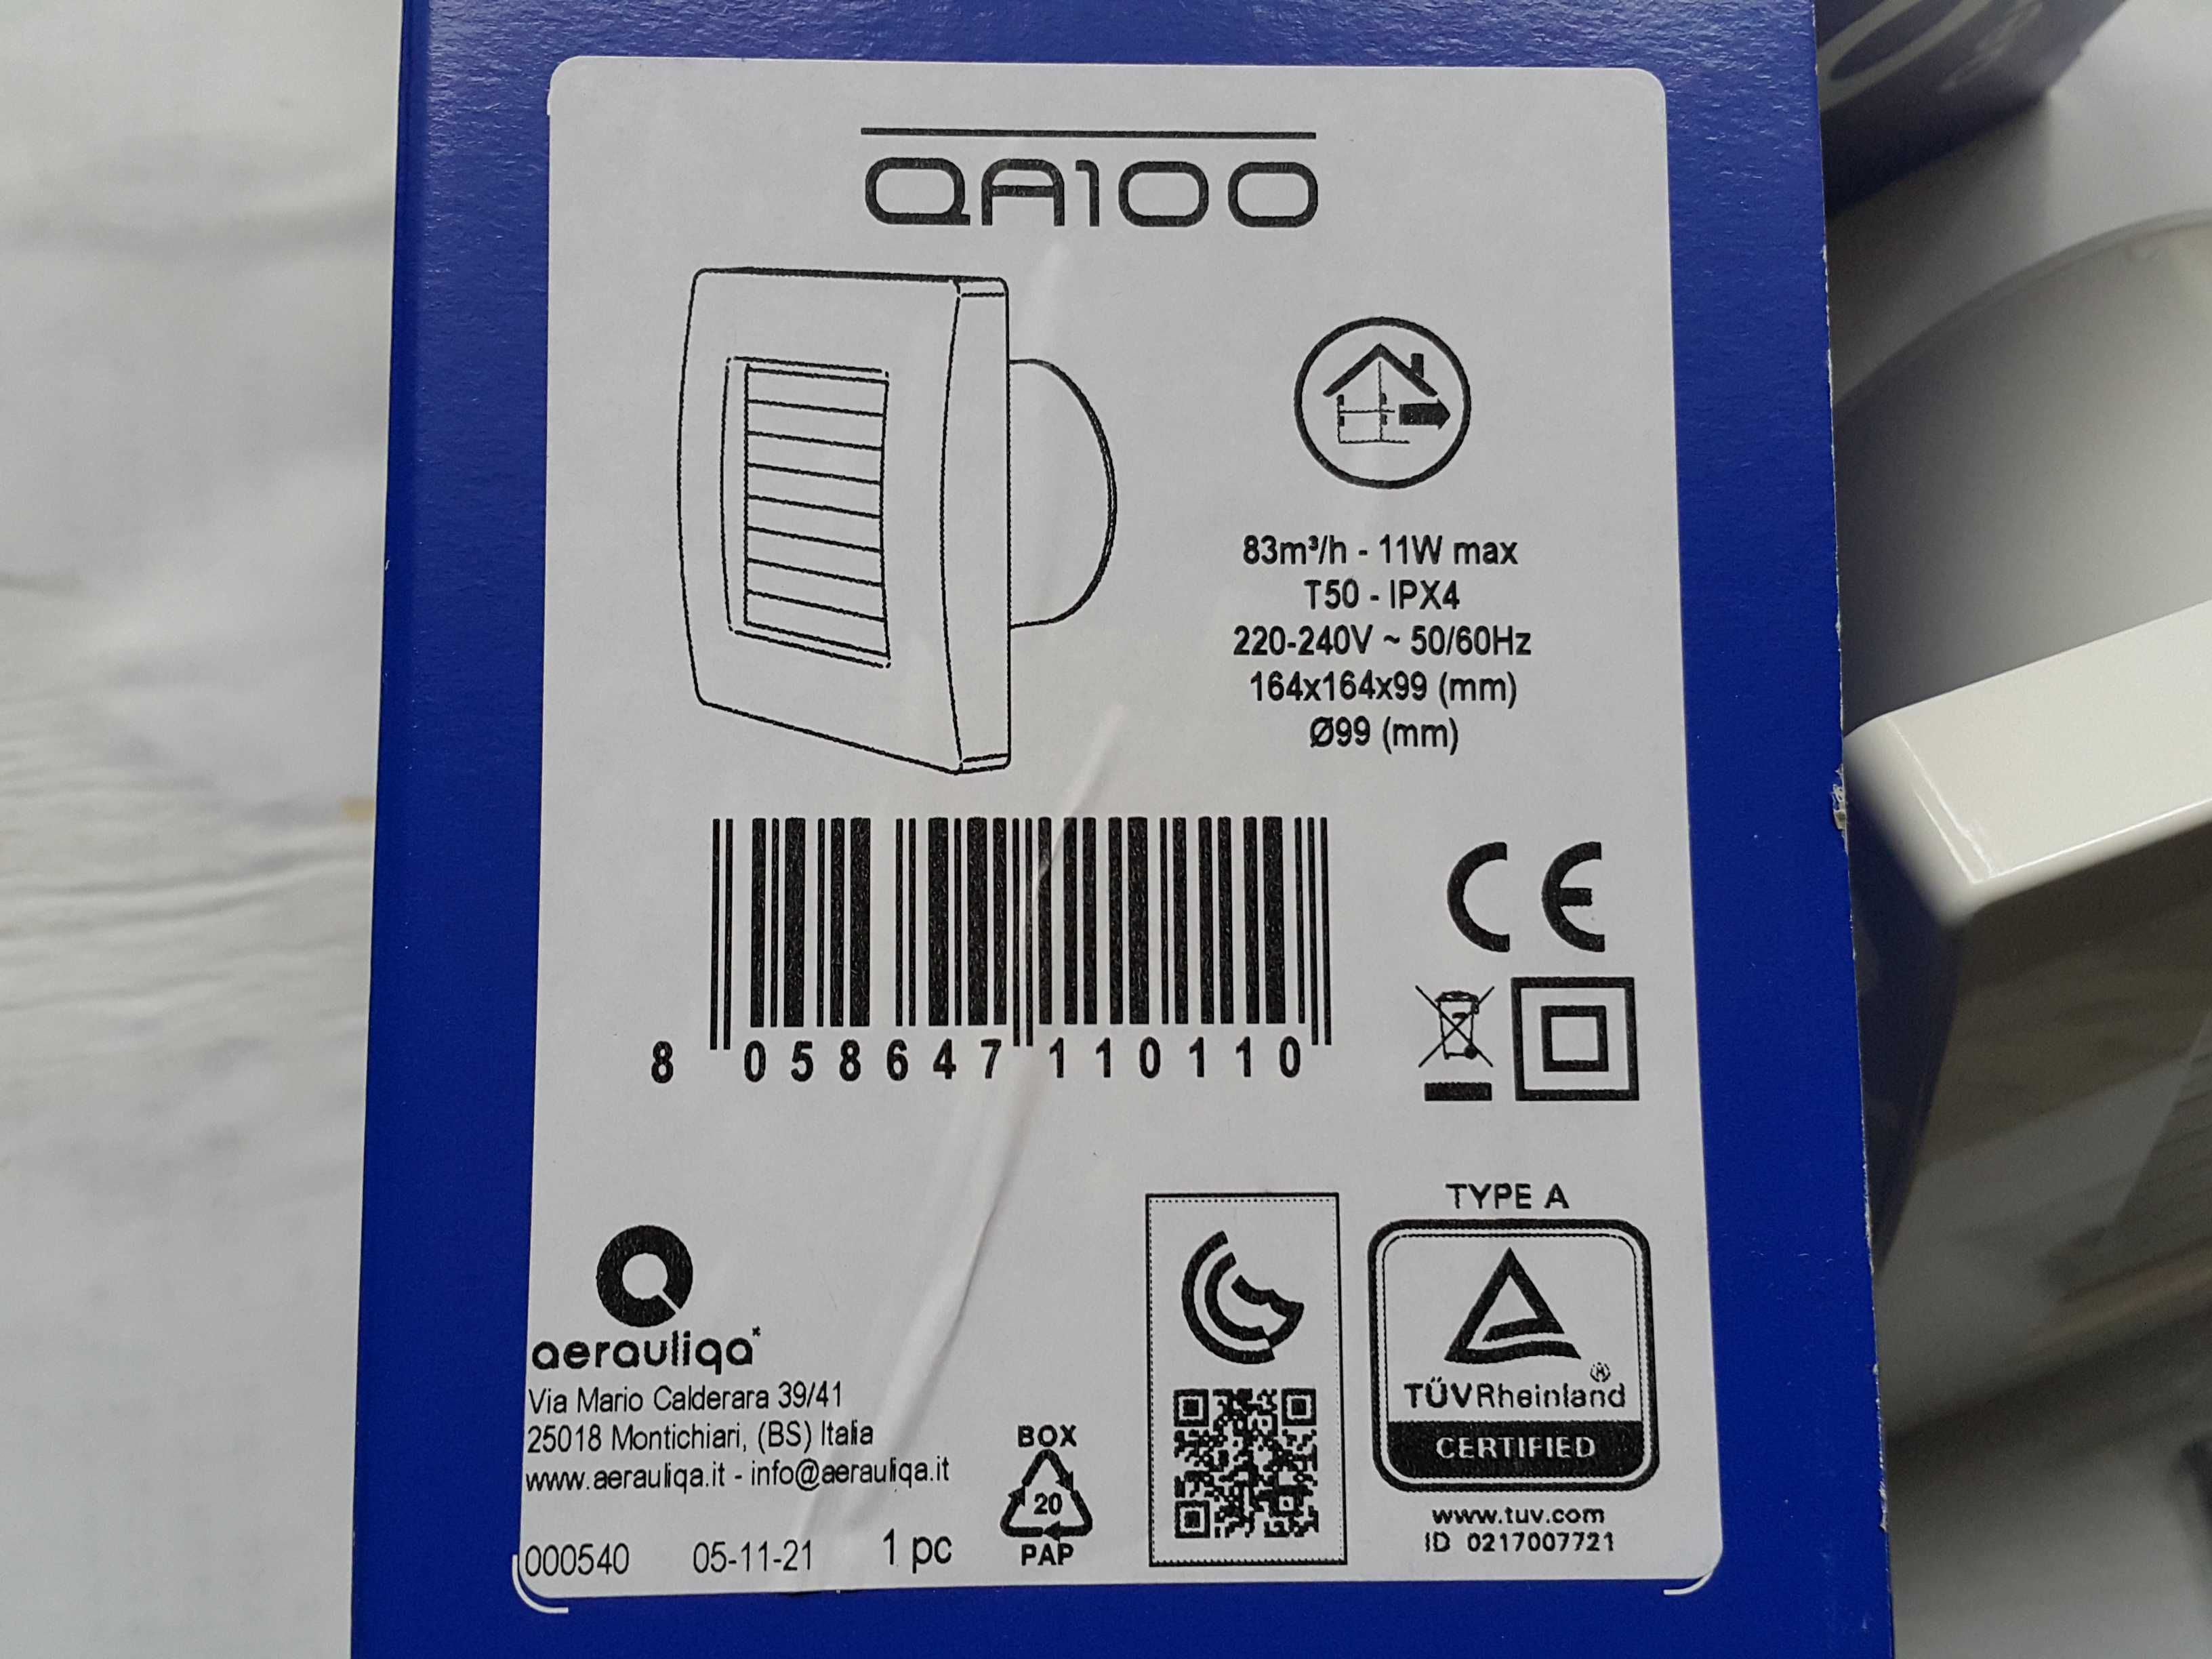 QA100
83m³/h - 11W max
T50 - IPX4
220-240V ~ 50/60Hz
164x164x99 (mm)
Ø99 (mm)
8 058647 110110
CE
TYPE A
aerauliqa*
Via Mario Calderara 39/41
25018 Montichiari, (BS) Italia
www.aerauliqa.it - info@aerauliqa.it
BOX
20
PAP
TÜVRheinland®
CERTIFIED
www.tuv.com
ID 0217007721
000540 05-11-21 1 pc